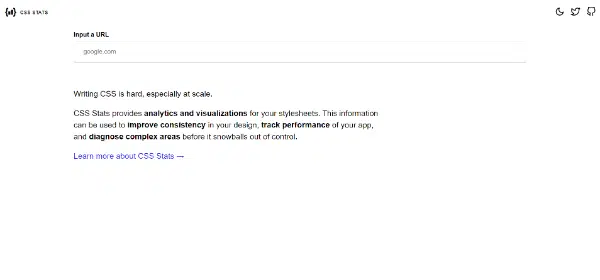 CSS STATS
Input a URL
google.com
Writing CSS is hard, especially at scale.
CSS Stats provides analytics and visualizations for your stylesheets. This information
can be used to improve consistency in your design, track performance of your app,
and diagnose complex areas before it snowballs out of control.
Learn more about CSS Stats →